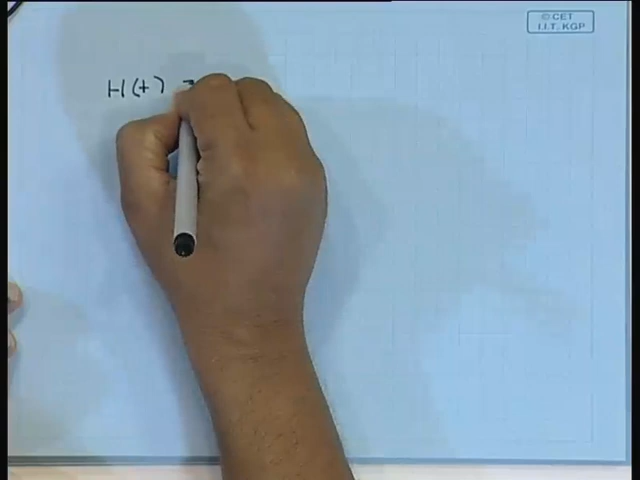 © CET
I.I.T. KGP
H(t) =